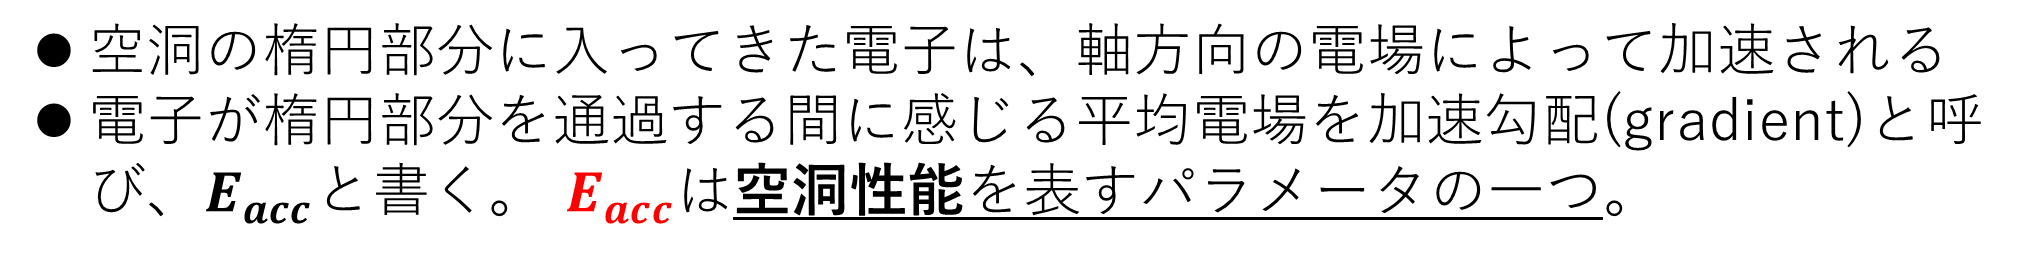 ● 空洞の楕円部分に入ってきた電子は、軸方向の電場によって加速される
● 電子が楕円部分を通過する間に感じる平均電場を加速勾配(gradient)と呼
び、E_accと書く。 E_accは空洞性能を表すパラメータの一つ。